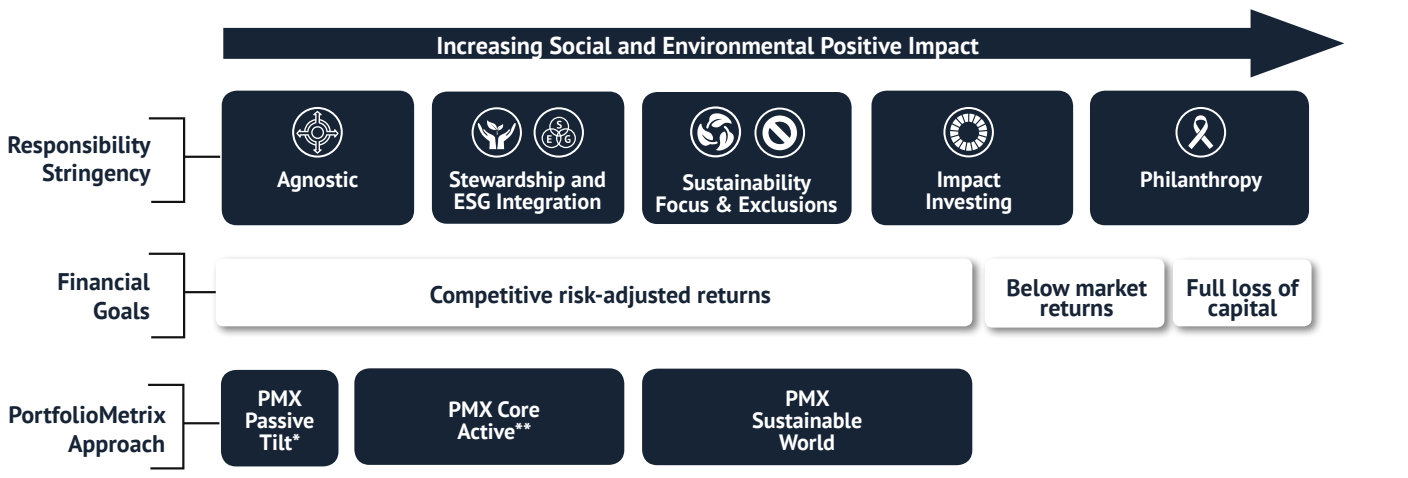 Increasing Social and Environmental Positive Impact
Responsibility
Stringency
Agnostic
S
E G
Stewardship and
ESG Integration
Sustainability
Focus & Exclusions
Impact
Investing
Philanthropy
Financial
Goals
Competitive risk-adjusted returns
Below market
returns
Full loss of
capital
PortfolioMetrix
Approach
PMX
Passive
Tilt*
PMX Core
Active**
PMX
Sustainable
World